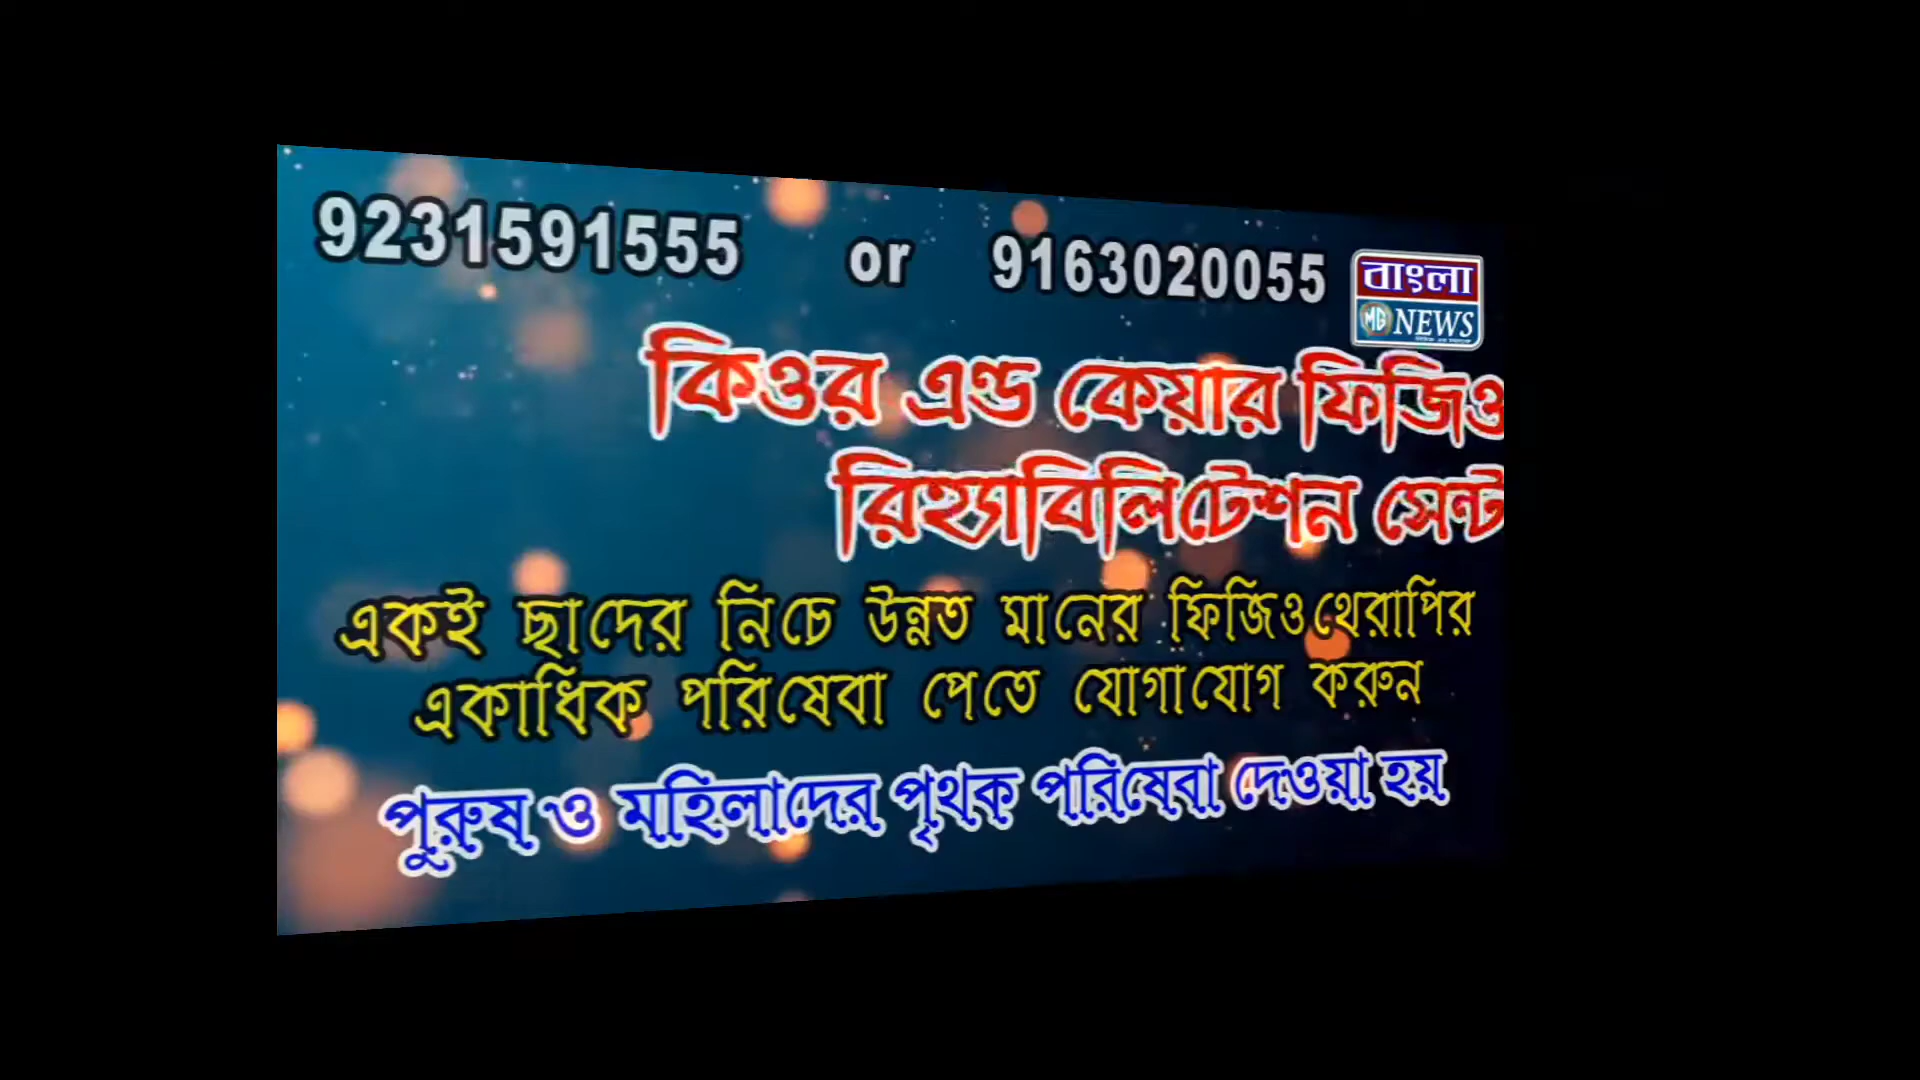 9231591555 or 9163020055
বাংলা
MG NEWS
কিওর এন্ড কেয়ার ফিজিও
রিহ্যাবিলিটেশন সেন্ট
একই ছাদের নিচে উন্নত মানের ফিজিওথেরাপির
একাধিক পরিষেবা পেতে যোগাযোগ করুন
পুরুষ ও মহিলাদের পৃথক পরিষেবা দেওয়া হয়